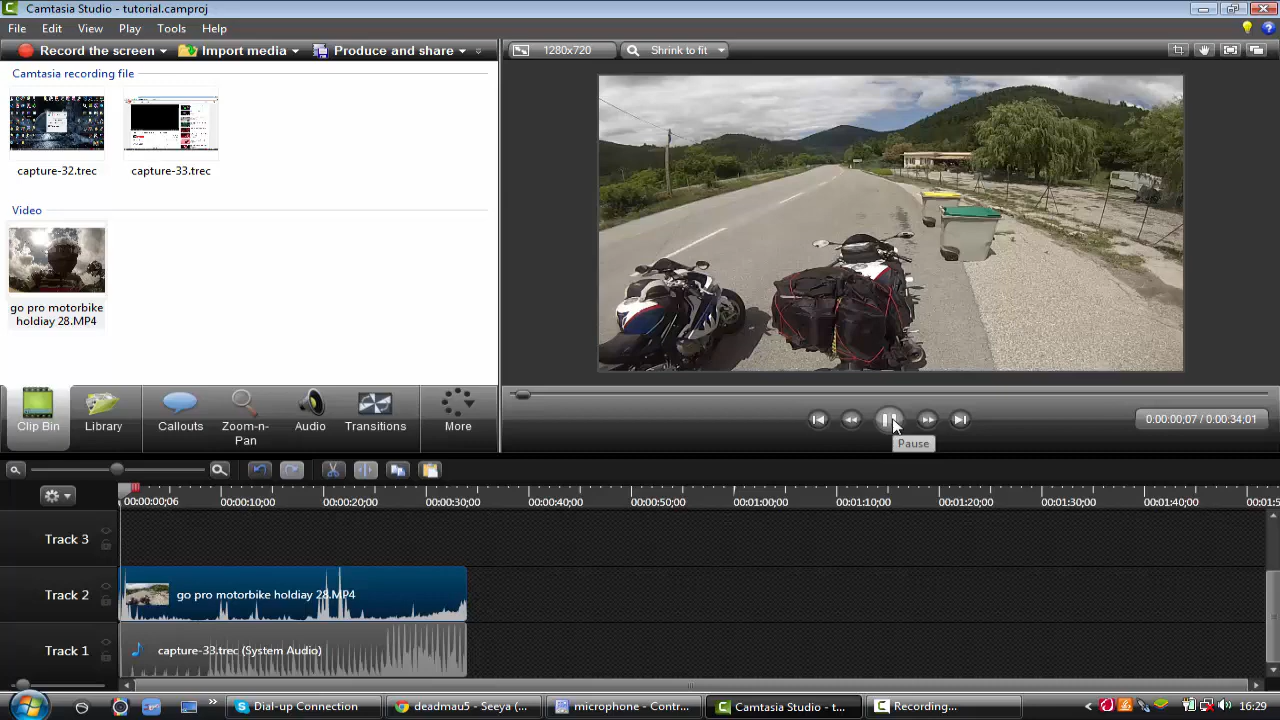 Camtasia Studio - tutorial.camproj
File Edit View Play Tools Help
Record the screen Import media Produce and share
1280x720 Shrink to fit
Camtasia recording file
capture-32.trec capture-33.trec
Video
go pro motorbike
holdiay 28.MP4
Clip Bin Library Callouts Zoom-n-
Pan Audio Transitions More
0:00:00;07 / 0:00:34;01
Pause
00:00:00;06 00:00:10;00 00:00:20;00 00:00:30;00 00:00:40;00 00:00:50;00 00:01:00;00 00:01:10;00 00:01:20;00 00:01:30;00 00:01:40;00 00:01:5
Track 3
Track 2 go pro motorbike holdiay 28.MP4
Track 1 capture-33.trec (System Audio)
Dial-up Connection deadmau5 - Seeya (... microphone - Contr... Camtasia Studio - t... Recording... 16:29